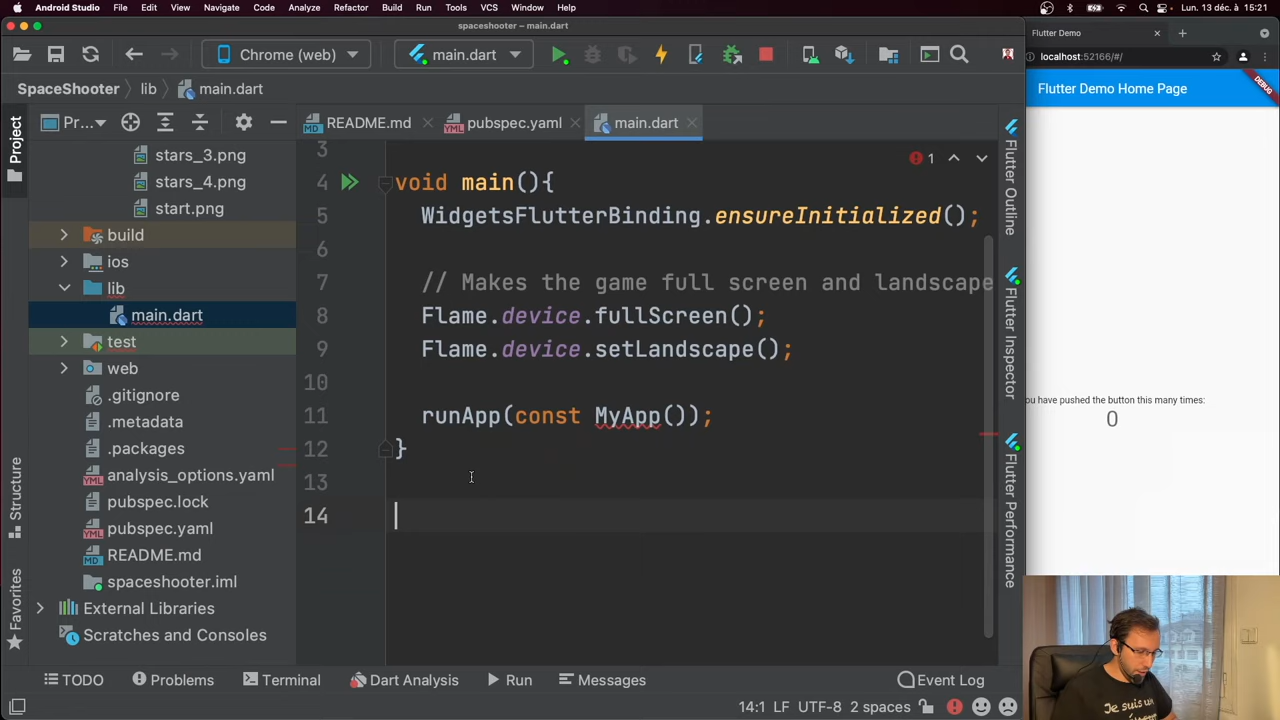 Android Studio File Edit View Navigate Code Analyze Refactor Build Run Tools VCS Window Help Lun. 13 déc. à 15:21
spaceshooter – main.dart
Flutter Demo
Chrome (web) main.dart
localhost:52166/#/
SpaceShooter lib main.dart
Flutter Demo Home Page
DEBUG
Project
Pr...
README.md pubspec.yaml main.dart
stars_3.png
stars_4.png
start.png
build
ios
lib
main.dart
test
web
.gitignore
.metadata
.packages
analysis_options.yaml
pubspec.lock
pubspec.yaml
README.md
spaceshooter.iml
External Libraries
Scratches and Consoles
Structure
Favorites
1
3
4 void main(){
5 WidgetsFlutterBinding.ensureInitialized();
6
7 // Makes the game full screen and landscape
8 Flame.device.fullScreen();
9 Flame.device.setLandscape();
10
11 runApp(const MyApp());
12 }
13
14
Flutter Outline
Flutter Inspector
Flutter Performance
ou have pushed the button this many times:
0
TODO Problems Terminal Dart Analysis Run Messages Event Log
14:1 LF UTF-8 2 spaces
Je suis un